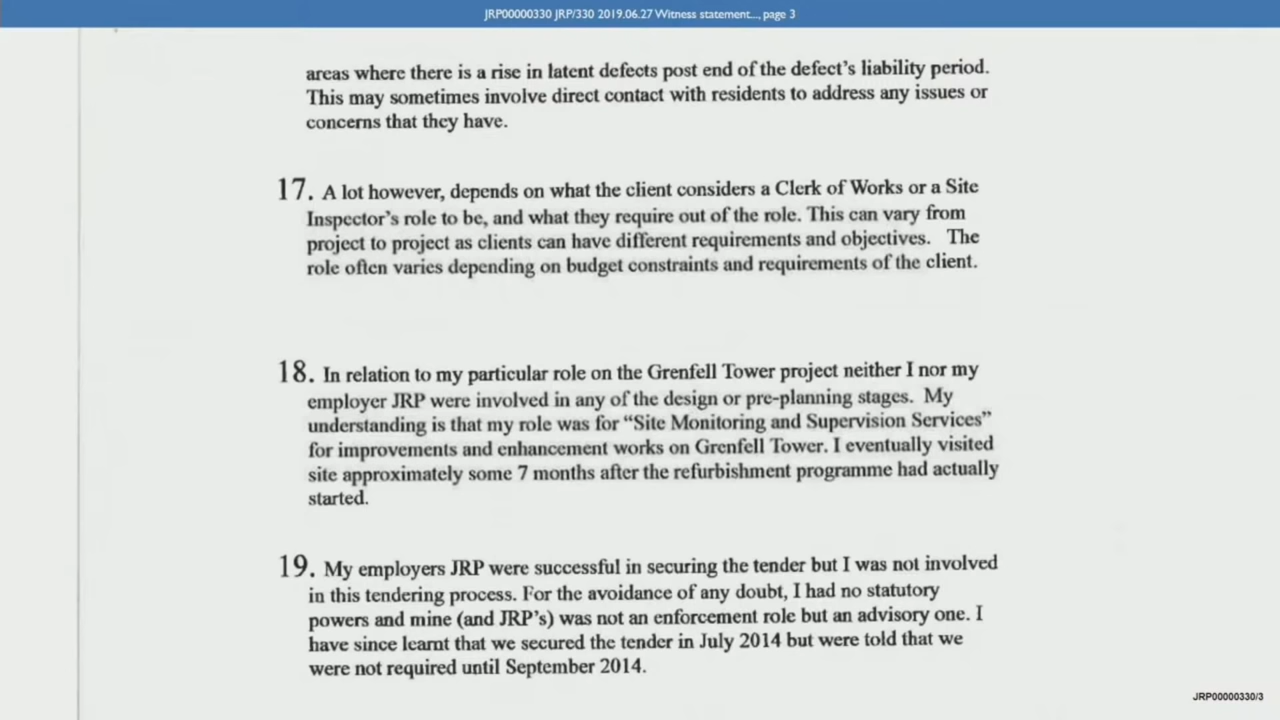 JRP00000330 JRP/330 2019.06.27 Witness statement..., page 3
areas where there is a rise in latent defects post end of the defect's liability period.
This may sometimes involve direct contact with residents to address any issues or
concerns that they have.
17. A lot however, depends on what the client considers a Clerk of Works or a Site
Inspector's role to be, and what they require out of the role. This can vary from
project to project as clients can have different requirements and objectives. The
role often varies depending on budget constraints and requirements of the client.
18. In relation to my particular role on the Grenfell Tower project neither I nor my
employer JRP were involved in any of the design or pre-planning stages. My
understanding is that my role was for “Site Monitoring and Supervision Services”
for improvements and enhancement works on Grenfell Tower. I eventually visited
site approximately some 7 months after the refurbishment programme had actually
started.
19. My employers JRP were successful in securing the tender but I was not involved
in this tendering process. For the avoidance of any doubt, I had no statutory
powers and mine (and JRP's) was not an enforcement role but an advisory one. I
have since learnt that we secured the tender in July 2014 but were told that we
were not required until September 2014.
JRP00000330/3